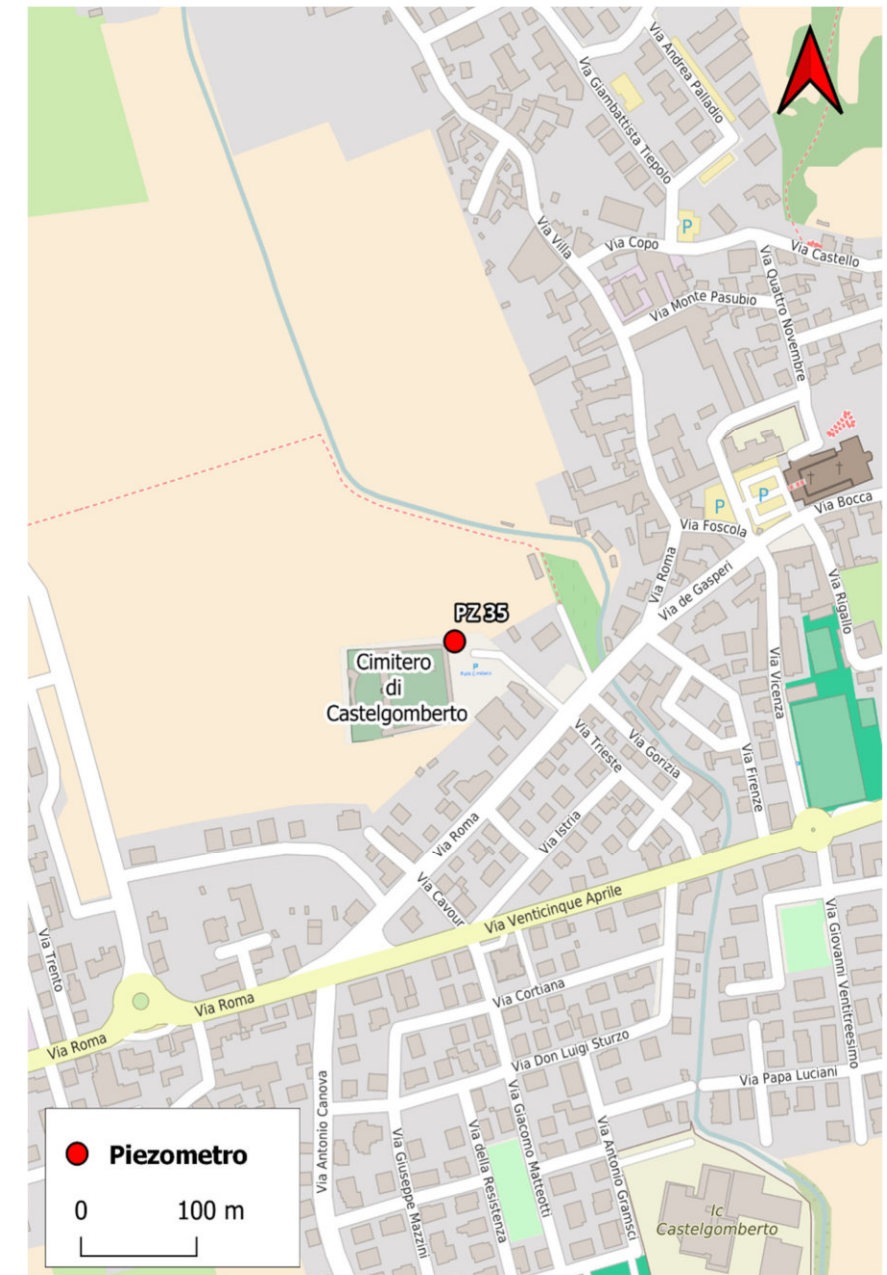 Via Andrea Palladio
Via Giambattista Tiepolo
P
Via Villa
Via Copo
Via Castello
Via Quattro Novembre
Via Monte Pasubio
P
P
Via Foscola
Via Bocca
Via Roma
Via de Gasperi
Via Rigallo
PZ 35
Cimitero
di
Castelgomberto
P
Via Vicenza
Via Trieste
Via Gorizia
Via Firenze
Via Roma
Via Istria
Via Cavour
Via Venticinque Aprile
Via Trento
Via Giovanni Ventitreesimo
Via Roma
Via Cortiana
Via Roma
Via Don Luigi Sturzo
Via Papa Luciani
Via Antonio Canova
Via Giuseppe Mazzini
Via della Resistenza
Via Giacomo Matteotti
Via Antonio Gramsci
Ic
Castelgomberto
Piezometro
0 100 m